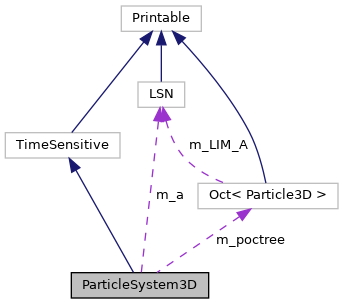 Printable
LSN
TimeSensitive
m_LIM_A
m_a
Oct< Particle3D >
m_poctree
ParticleSystem3D